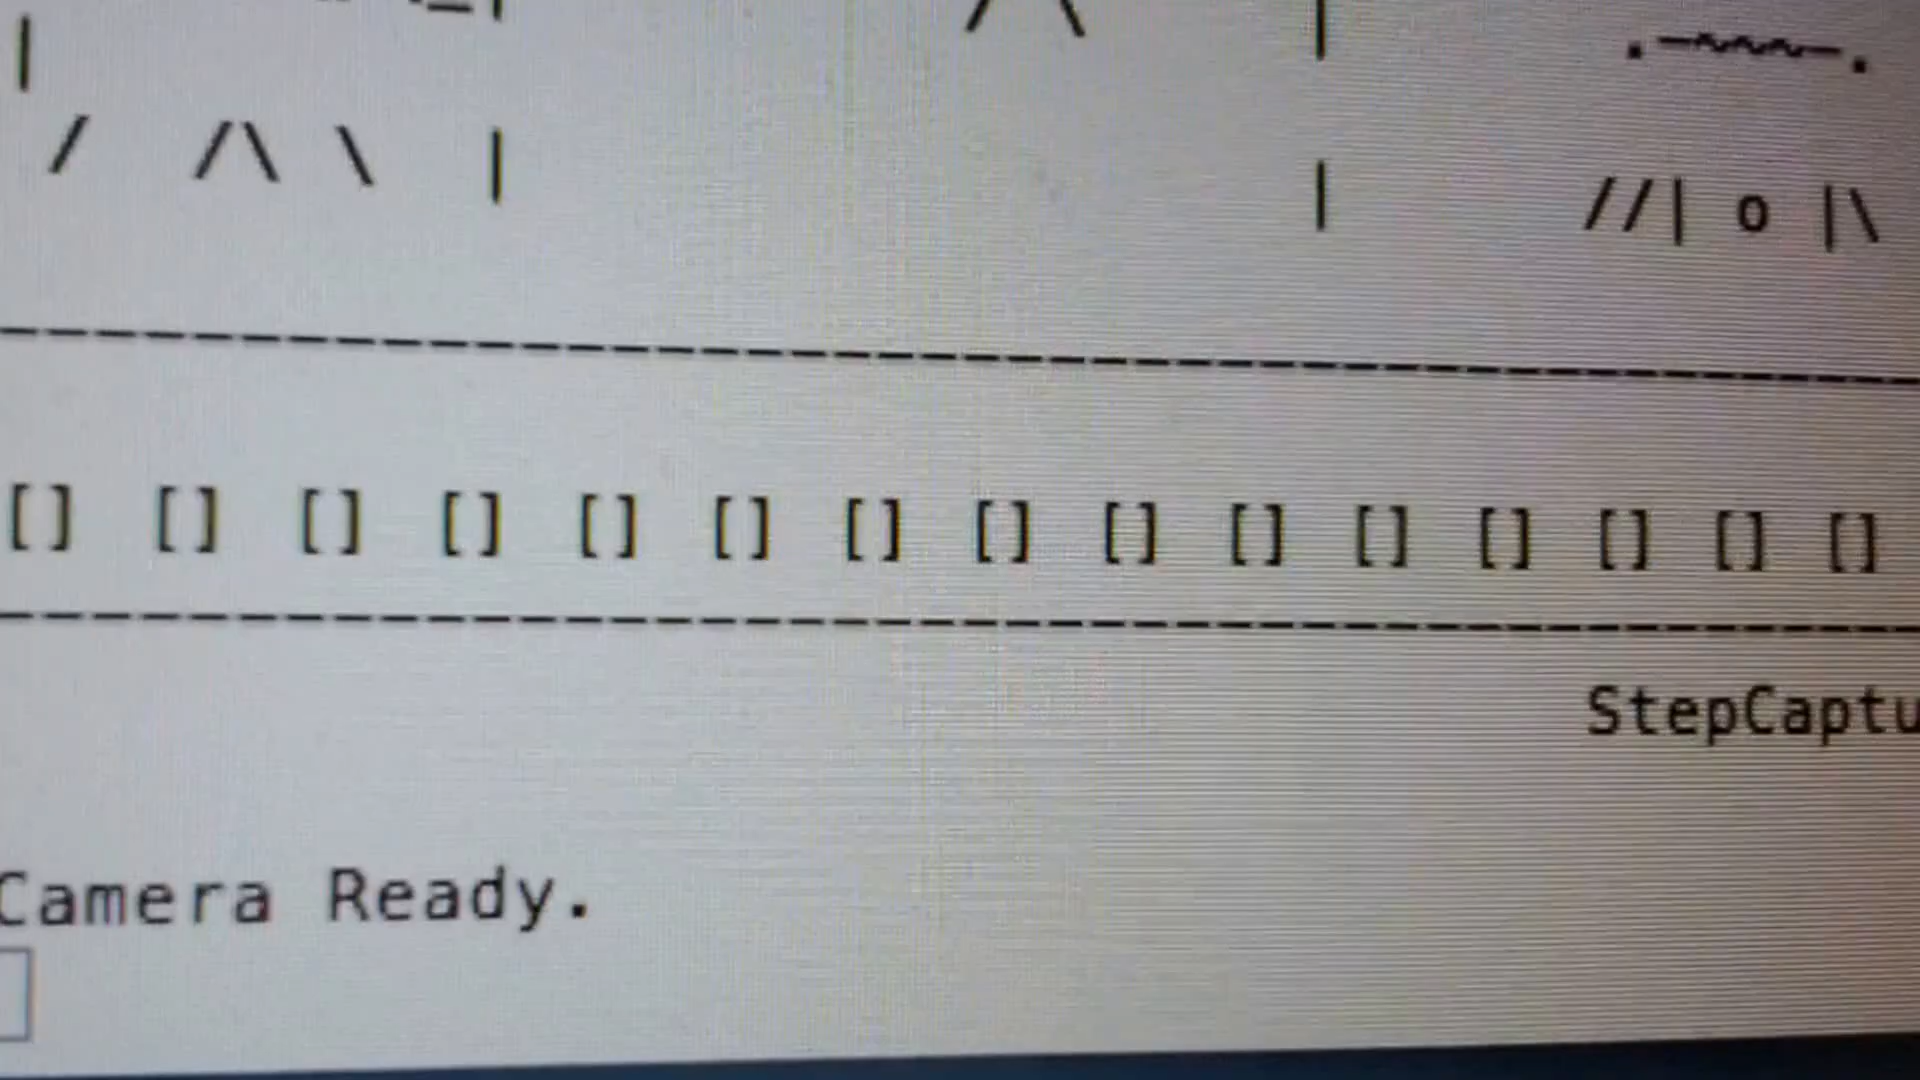 /\ | .-~~~-.
|
/ /\ \ | | //| o |\
-----------------------------------------------------
[] [] [] [] [] [] [] [] [] [] [] [] [] [] []
-----------------------------------------------------
StepCaptu
Camera Ready.